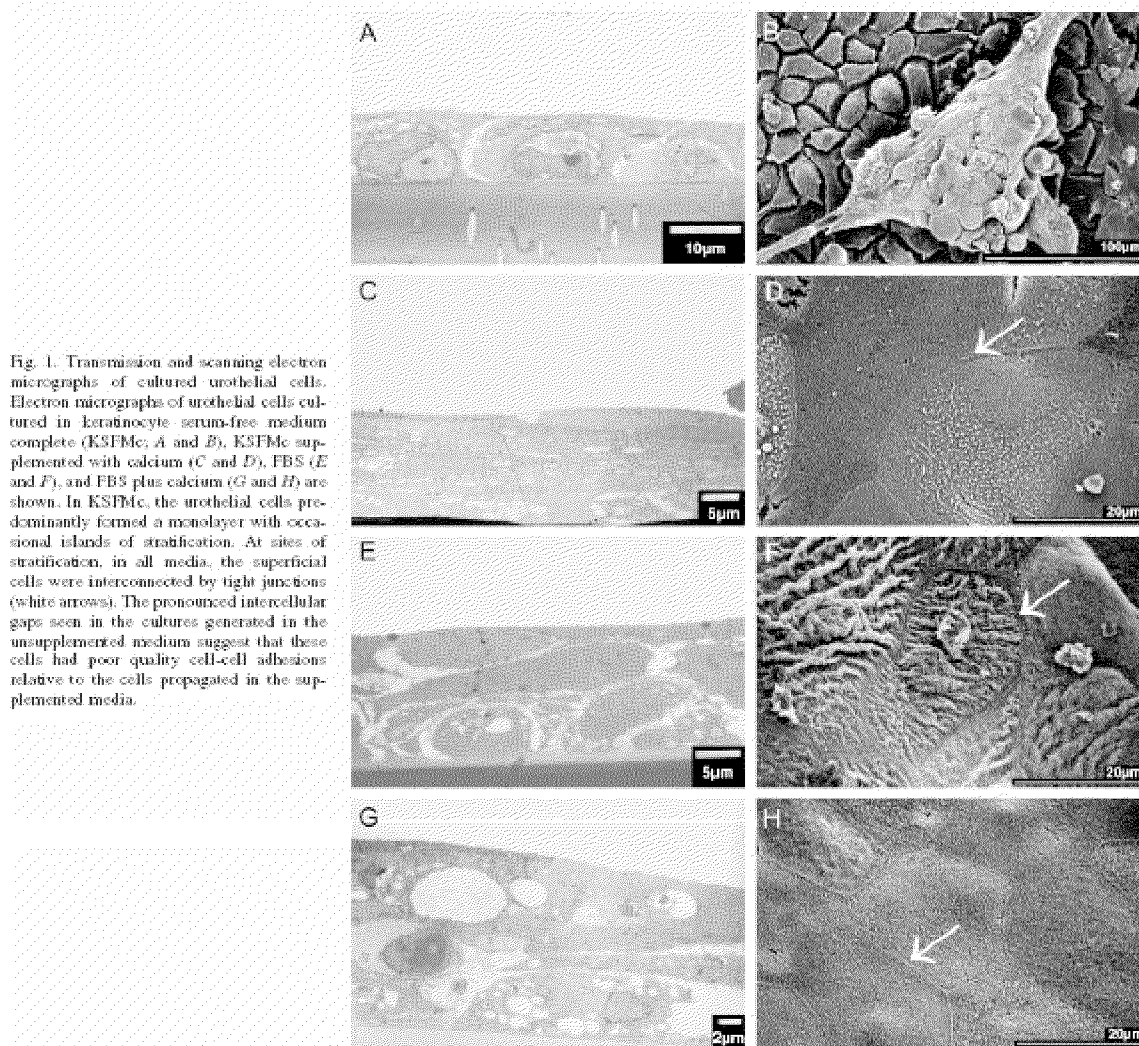 Fig. 1. Transmission and scanning electron
micrographs of cultured urothelial cells.
Electron micrographs of urothelial cells cul-
tured in keratinocyte serum-free medium
complete (KSFMc; A and B), KSFMc sup-
plemented with calcium (C and D), FBS (E
and F), and FBS plus calcium (G and H) are
shown. In KSFMc, the urothelial cells pre-
dominantly formed a monolayer with occa-
sional islands of stratification. At sites of
stratification, in all media, the superficial
cells were interconnected by tight junctions
(white arrows). The pronounced intercellular
gaps seen in the cultures generated in the
unsupplemented medium suggest that these
cells had poor quality cell-cell adhesions
relative to the cells propagated in the sup-
plemented media.
A
10µm
B
100µm
C
5µm
D
20µm
E
5µm
F
20µm
G
2µm
H
20µm